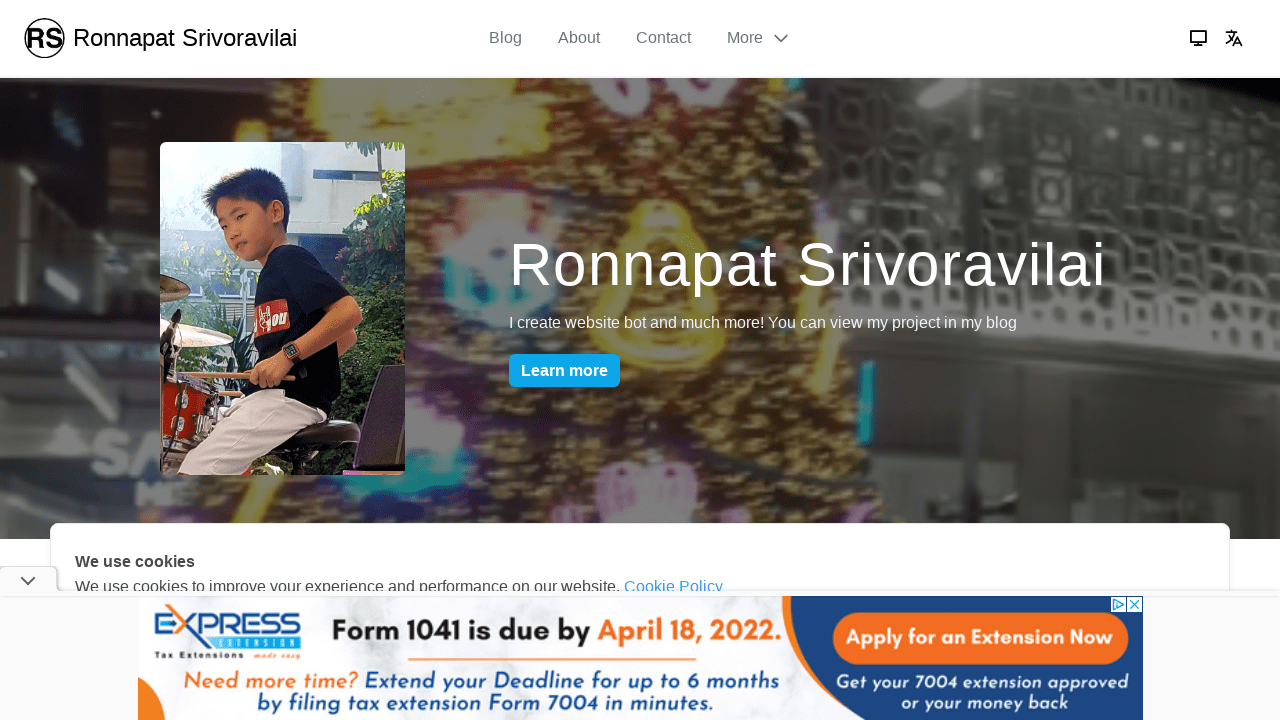 RS Ronnapat Srivoravilai
Blog About Contact More
Ronnapat Srivoravilai
I create website bot and much more! You can view my project in my blog
Learn more
We use cookies
We use cookies to improve your experience and performance on our website. Cookie Policy
EXPRESS
EXTENSION
Tax Extensions made easy
Form 1041 is due by April 18, 2022.
Need more time? Extend your Deadline for up to 6 months
by filing tax extension Form 7004 in minutes.
Apply for an Extension Now
Get your 7004 extension approved
or your money back